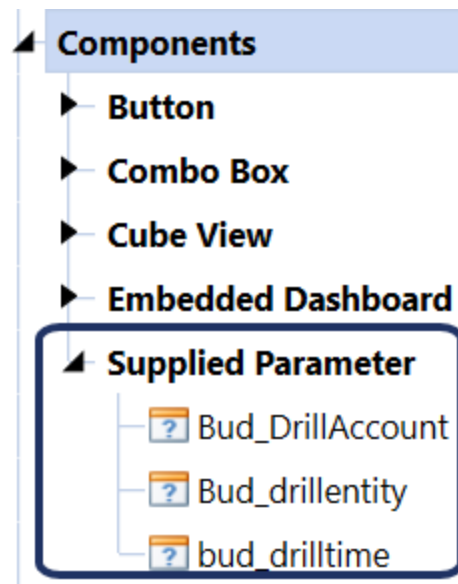 Components
Button
Combo Box
Cube View
Embedded Dashboard
Supplied Parameter
Bud_DrillAccount
Bud_drillentity
bud_drilltime